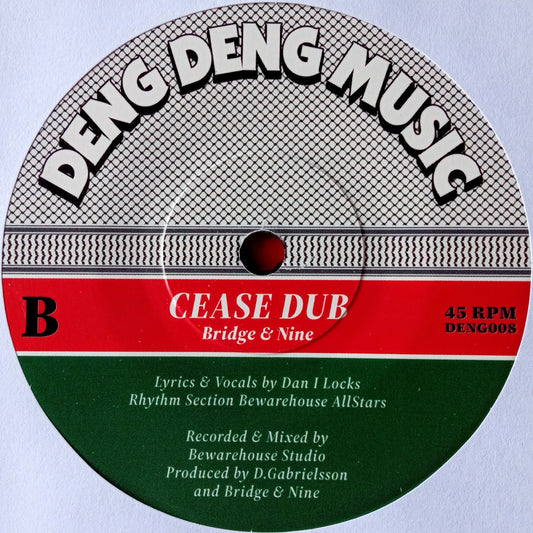 DENG DENG MUSIC
B
CEASE DUB
Bridge & Nine
45 RPM
DENG008
Lyrics & Vocals by Dan I Locks
Rhythm Section Bewarehouse AllStars
Recorded & Mixed by
Bewarehouse Studio
Produced by D.Gabrielsson
and Bridge & Nine